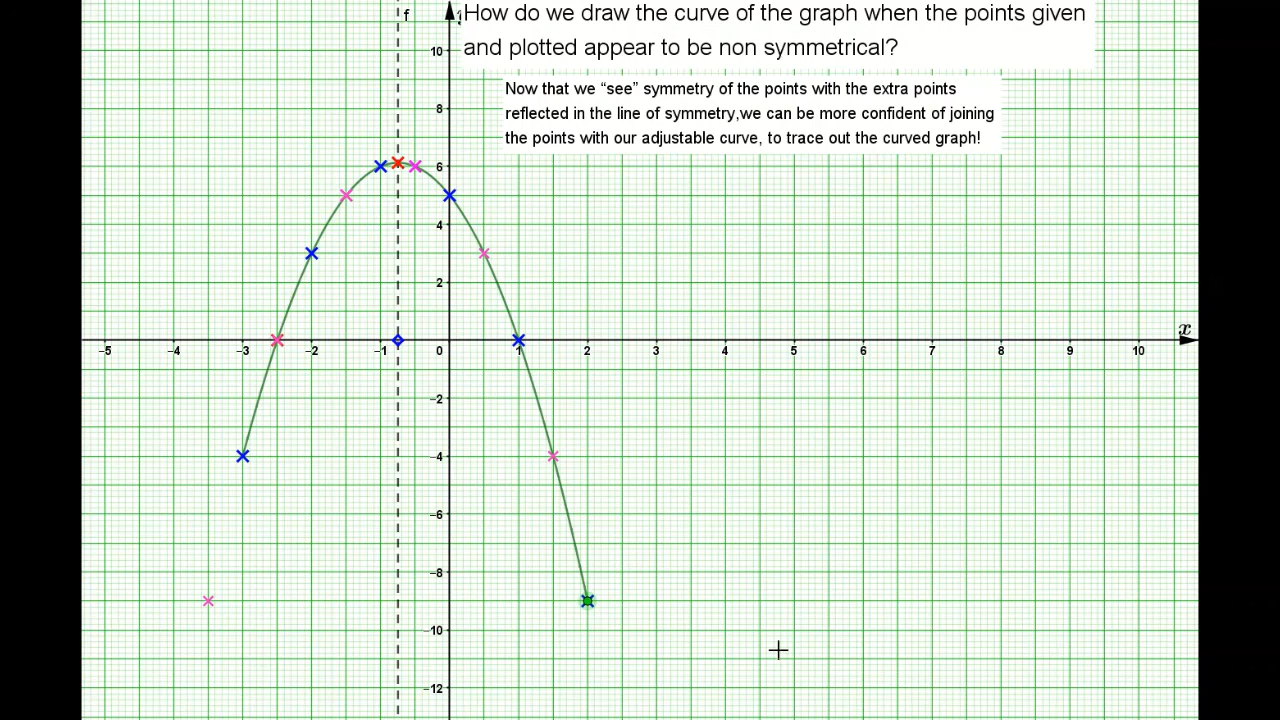 f
How do we draw the curve of the graph when the points given
and plotted appear to be non symmetrical?
Now that we “see” symmetry of the points with the extra points
reflected in the line of symmetry,we can be more confident of joining
the points with our adjustable curve, to trace out the curved graph!
10
8
6
4
2
x
−5 −4 −3 −2 −1 0 1 2 3 4 5 6 7 8 9 10
−2
−4
−6
−8
−10
−12